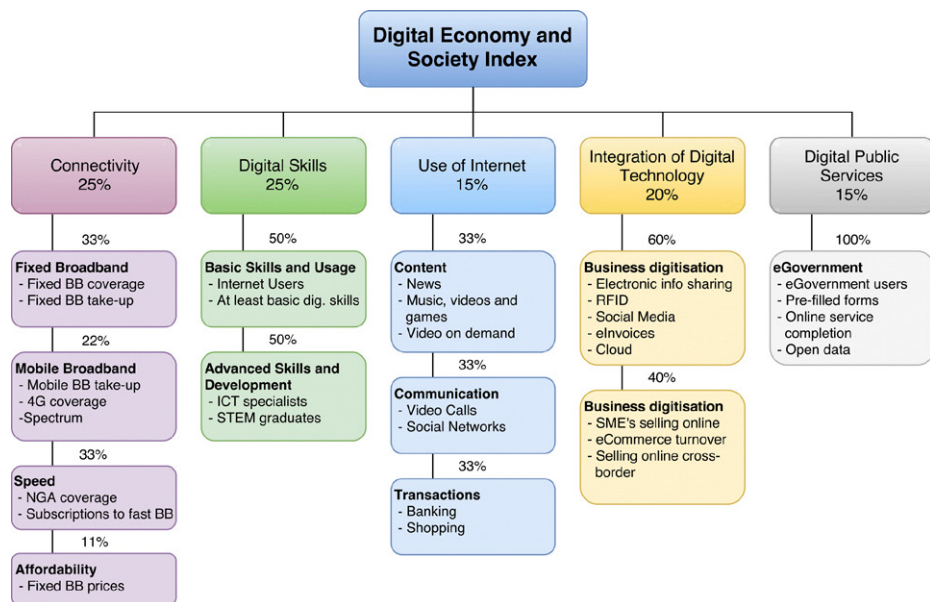 Digital Economy and
Society Index
Connectivity
25%
33%
Fixed Broadband
- Fixed BB coverage
- Fixed BB take-up
22%
Mobile Broadband
- Mobile BB take-up
- 4G coverage
-Spectrum
33%
Speed
- NGA coverage
- Subscriptions to fast BB
11%
Affordability
- Fixed BB prices
Digital Skills
25%
50%
Basic Skills and Usage
- Internet Users
- At least basic dig. skills
50%
Advanced Skills and
Development
- ICT specialists
- STEM graduates
Use of Internet
15%
33%
Content
- News
- Music, videos and
games
- Video on demand
33%
Communication
- Video Calls
- Social Networks
33%
Transactions
- Banking
- Shopping
Integration of Digital
Technology
20%
60%
Business digitisation
- Electronic info sharing
- RFID
- Social Media
- eInvoices
- Cloud
40%
Business digitisation
- SME's selling online
- eCommerce turnover
- Selling online cross-
border
Digital Public
Services
15%
100%
eGovernment
- eGovernment users
- Pre-filled forms
- Online service
completion
- Open data